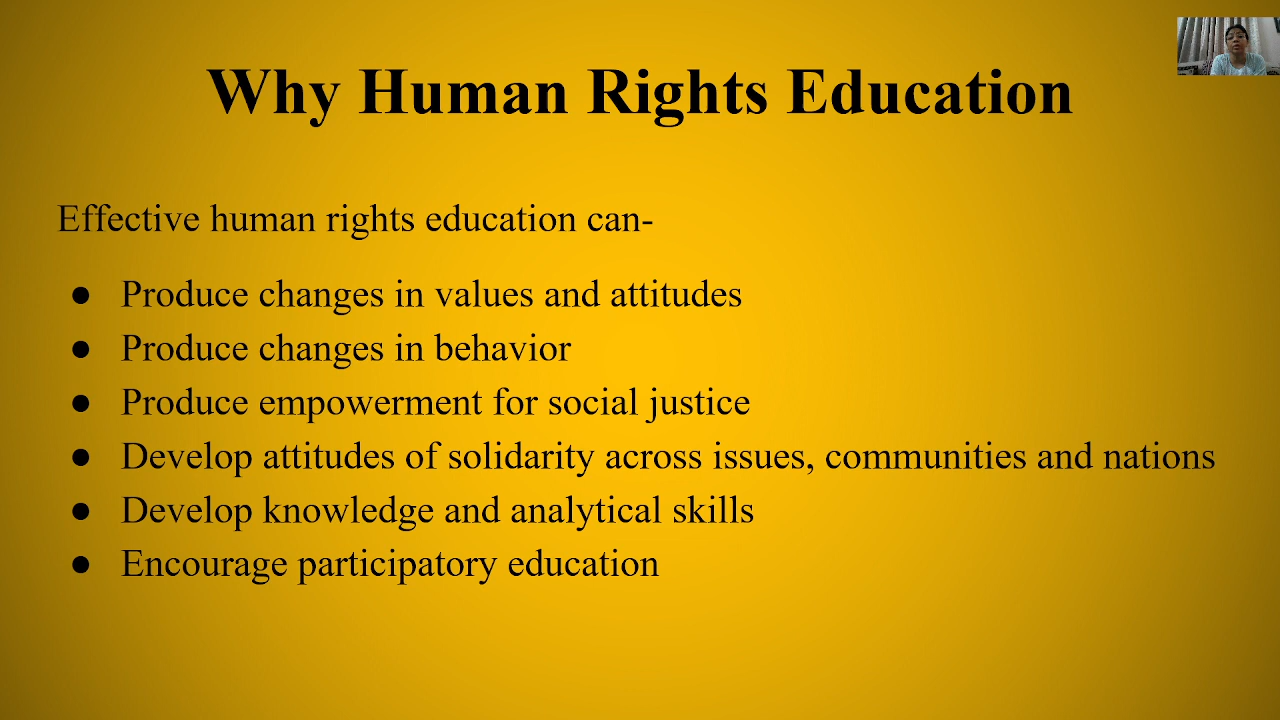 Why Human Rights Education
Effective human rights education can-
● Produce changes in values and attitudes
● Produce changes in behavior
● Produce empowerment for social justice
● Develop attitudes of solidarity across issues, communities and nations
● Develop knowledge and analytical skills
● Encourage participatory education